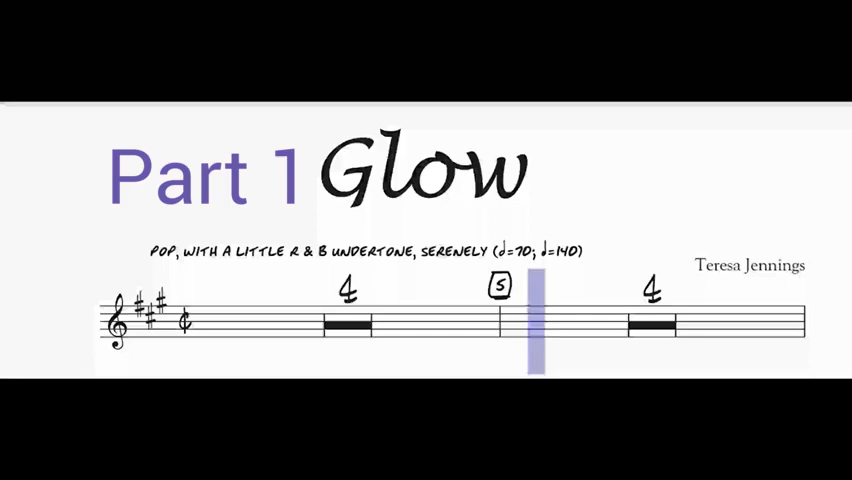 Part 1 Glow
POP, WITH A LITTLE R & B UNDERTONE, SERENELY (𝅗𝅥=70; 𝅘𝅥=140)
Teresa Jennings
4 5 4